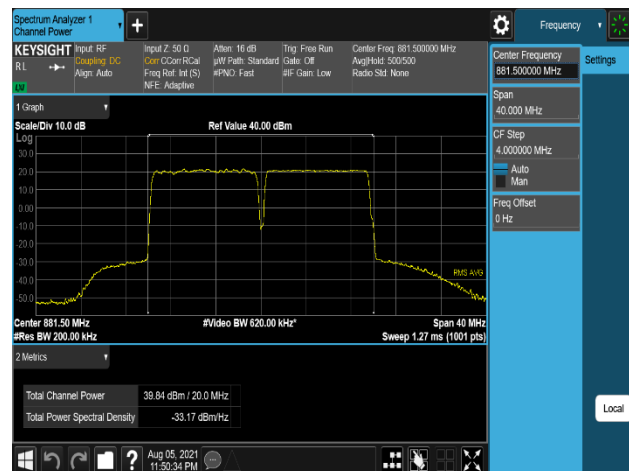 Spectrum Analyzer 1
Channel Power
Frequency
KEYSIGHT
RL
LV
Input: RF
Coupling: DC
Align: Auto
Input Z: 50 Ω
Corr CCorr RCal
Freq Ref: Int (S)
NFE: Adaptive
Atten: 16 dB
µW Path: Standard
#PNO: Fast
Trig: Free Run
Gate: Off
#IF Gain: Low
Center Freq: 881.500000 MHz
Avg|Hold: 500/500
Radio Std: None
Center Frequency
881.500000 MHz
Settings
Span
40.000 MHz
CF Step
4.000000 MHz
Auto
Man
Freq Offset
0 Hz
Local
1 Graph
Scale/Div 10.0 dB
Ref Value 40.00 dBm
Log
30.0
20.0
10.0
0.00
-10.0
-20.0
-30.0
-40.0
-50.0
RMS AVG
Center 881.50 MHz
#Video BW 620.00 kHz*
Span 40 MHz
#Res BW 200.00 kHz
Sweep 1.27 ms (1001 pts)
2 Metrics
Total Channel Power 39.84 dBm / 20.0 MHz
Total Power Spectral Density -33.17 dBm/Hz
Aug 05, 2021
11:50:34 PM